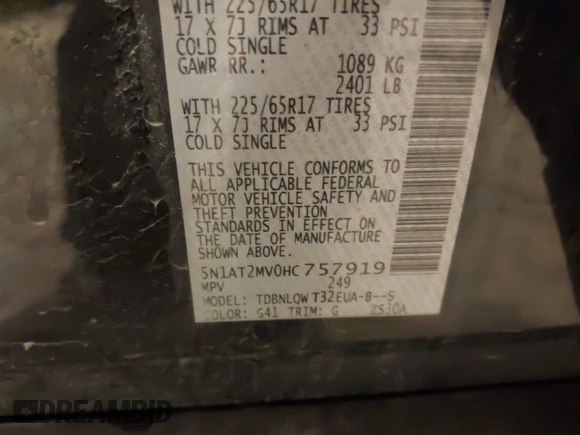 WITH 225/65R17 TIRES
17 X 7J RIMS AT 33 PSI
COLD SINGLE
GAWR RR.: 1089 KG
2401 LB
WITH 225/65R17 TIRES
17 X 7J RIMS AT 33 PSI
COLD SINGLE
THIS VEHICLE CONFORMS TO
ALL APPLICABLE FEDERAL
MOTOR VEHICLE SAFETY AND
THEFT PREVENTION
STANDARDS IN EFFECT ON
THE DATE OF MANUFACTURE
SHOWN ABOVE.
5N1AT2MV0HC757919
MPV 249
MODEL: TDBNLQW T32EUA-B--S
COLOR: G41 TRIM: G ZS30A
DREAMBID